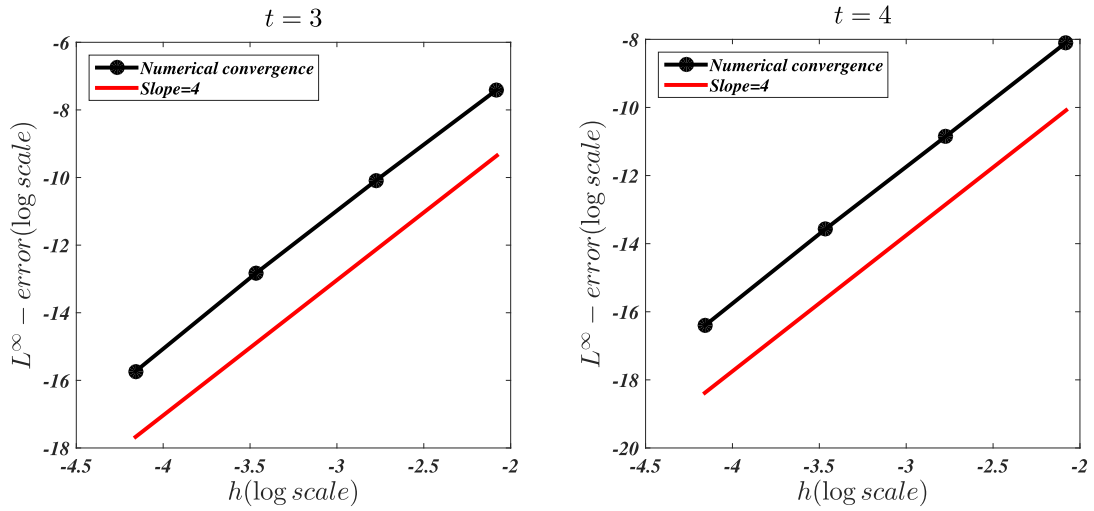 t = 3
Numerical convergence
Slope=4
-6
-8
-10
-12
-14
-16
-18
-4.5
-4
-3.5
-3
-2.5
-2
L^∞ − error(log scale)
h(log scale)
t = 4
Numerical convergence
Slope=4
-8
-10
-12
-14
-16
-18
-20
-4.5
-4
-3.5
-3
-2.5
-2
L^∞ − error(log scale)
h(log scale)